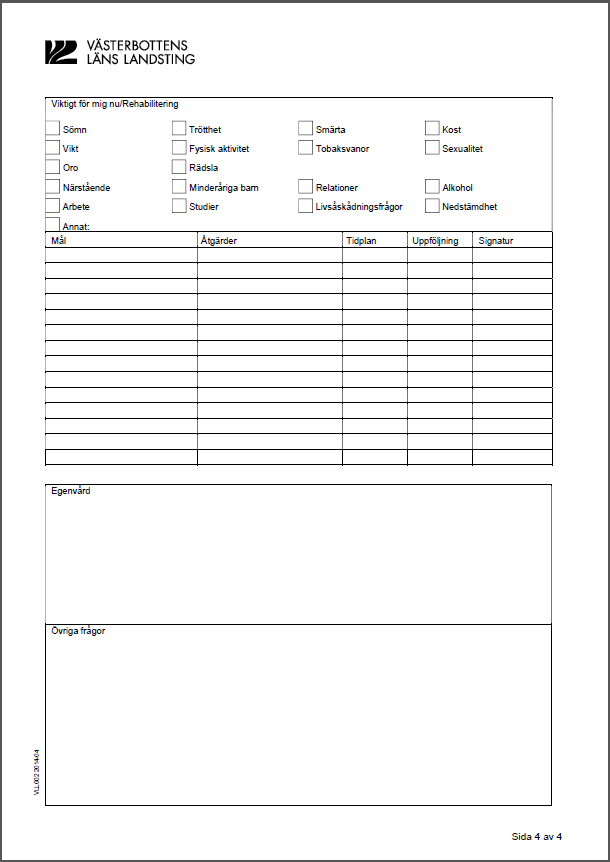 VÄSTERBOTTENS
LÄNS LANDSTING
Viktigt för mig nu/Rehabilitering
Sömn Trötthet Smärta Kost
Vikt Fysisk aktivitet Tobaksvanor Sexualitet
Oro Rädsla
Närstående Minderåriga barn Relationer Alkohol
Arbete Studier Livsåskådningsfrågor Nedstämdhet
Annat:
Mål Åtgärder Tidplan Uppföljning Signatur
Egenvård
Övriga frågor
VLL002 2014-04
Sida 4 av 4